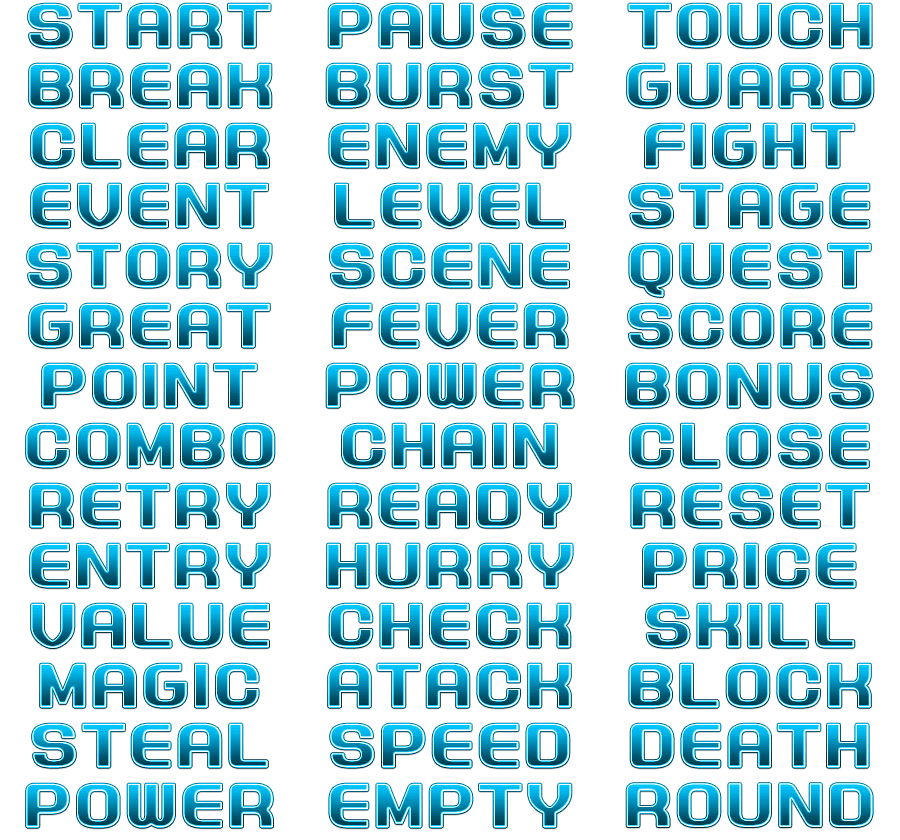 START PAUSE TOUCH
BREAK BURST GUARD
CLEAR ENEMY FIGHT
EVENT LEVEL STAGE
STORY SCENE QUEST
GREAT FEVER SCORE
POINT POWER BONUS
COMBO CHAIN CLOSE
RETRY READY RESET
ENTRY HURRY PRICE
VALUE CHECK SKILL
MAGIC ATACK BLOCK
STEAL SPEED DEATH
POWER EMPTY ROUND